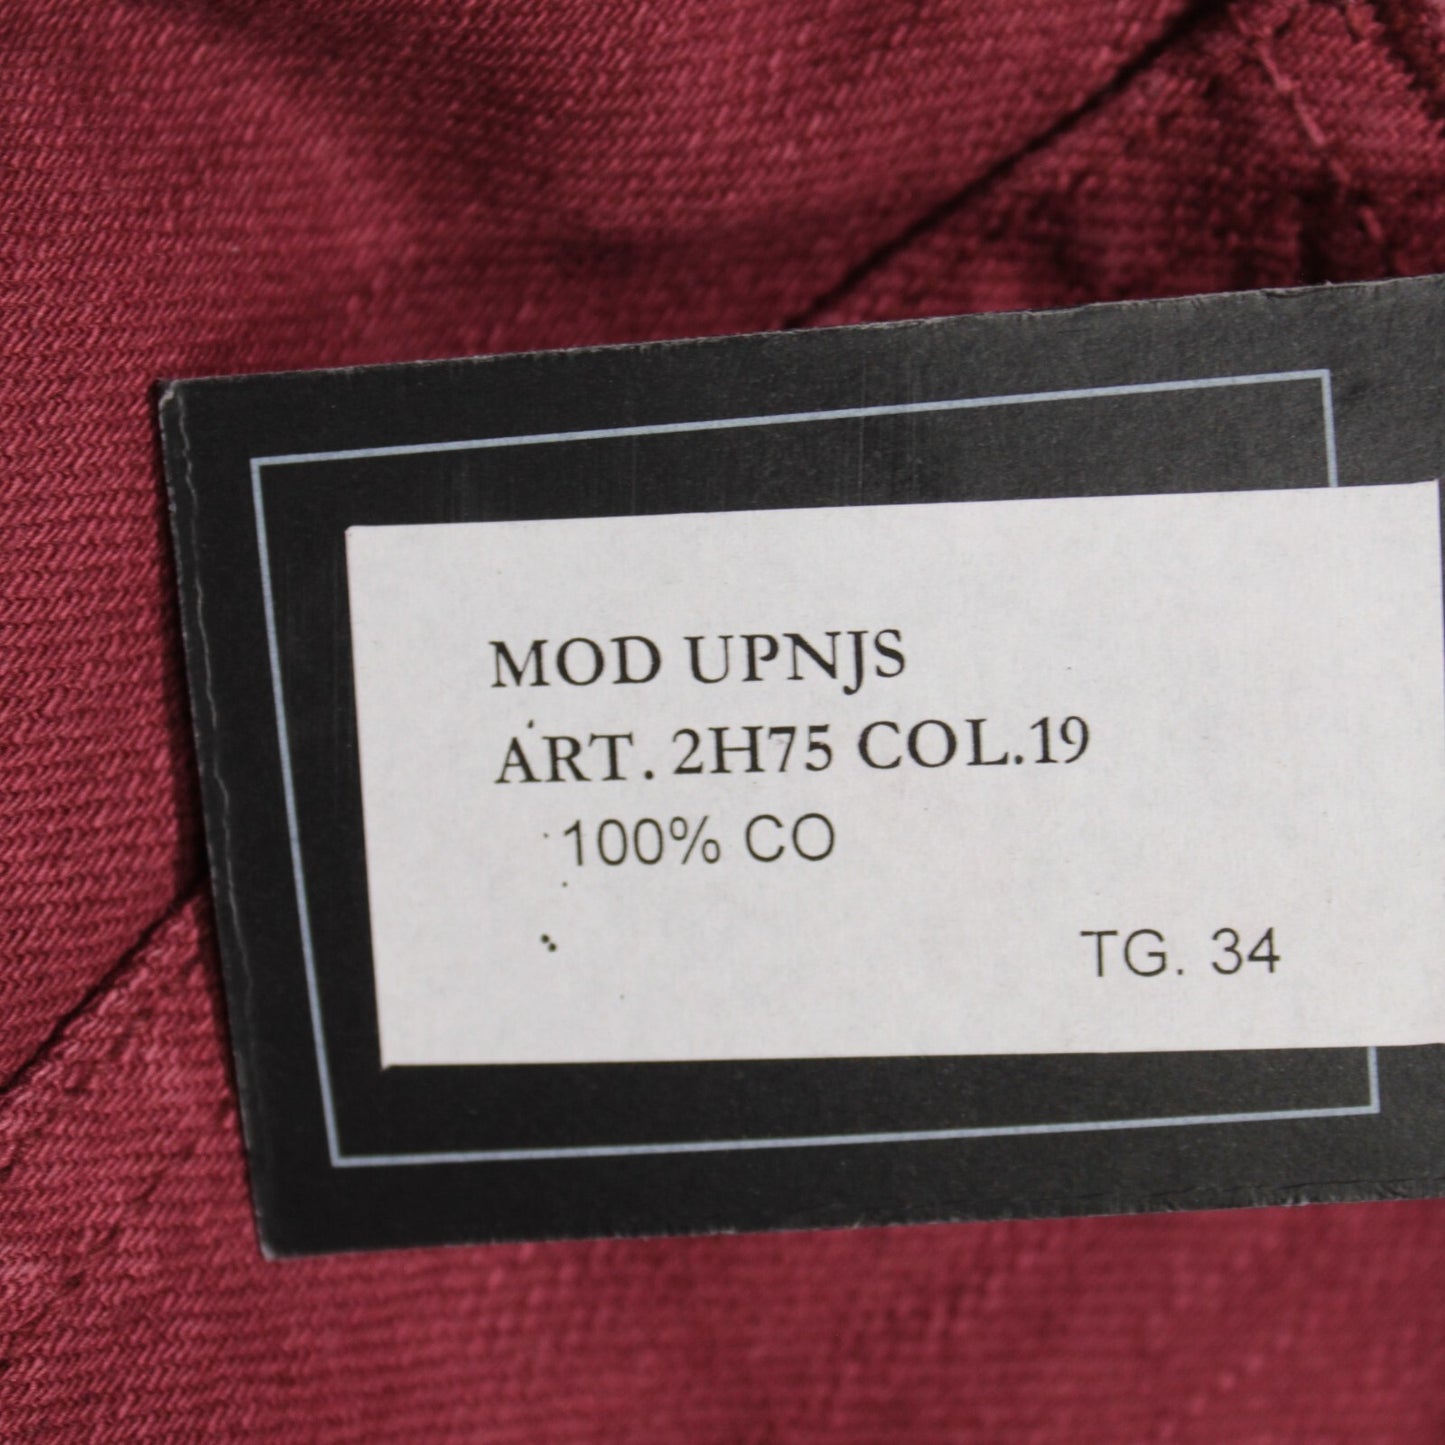 MOD UPNJS
ART. 2H75 COL.19
100% CO
TG. 34